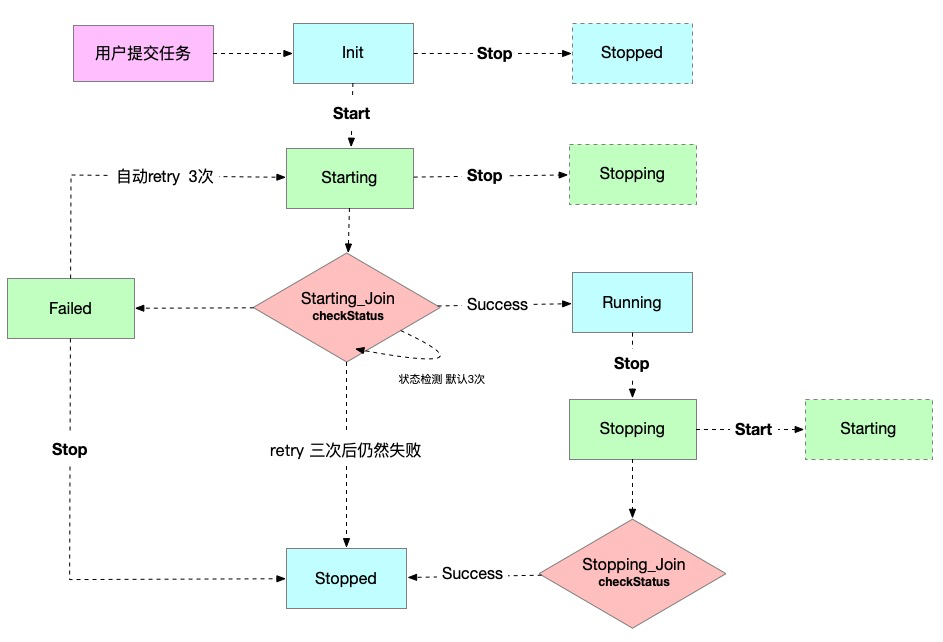 用户提交任务
Init
Stop
Stopped
Start
自动retry 3次
Starting
Stop
Stopping
Failed
Starting_Join
checkStatus
Success
Running
状态检测 默认3次
Stop
Stop
retry 三次后仍然失败
Stopping
Start
Starting
Stopped
Success
Stopping_Join
checkStatus